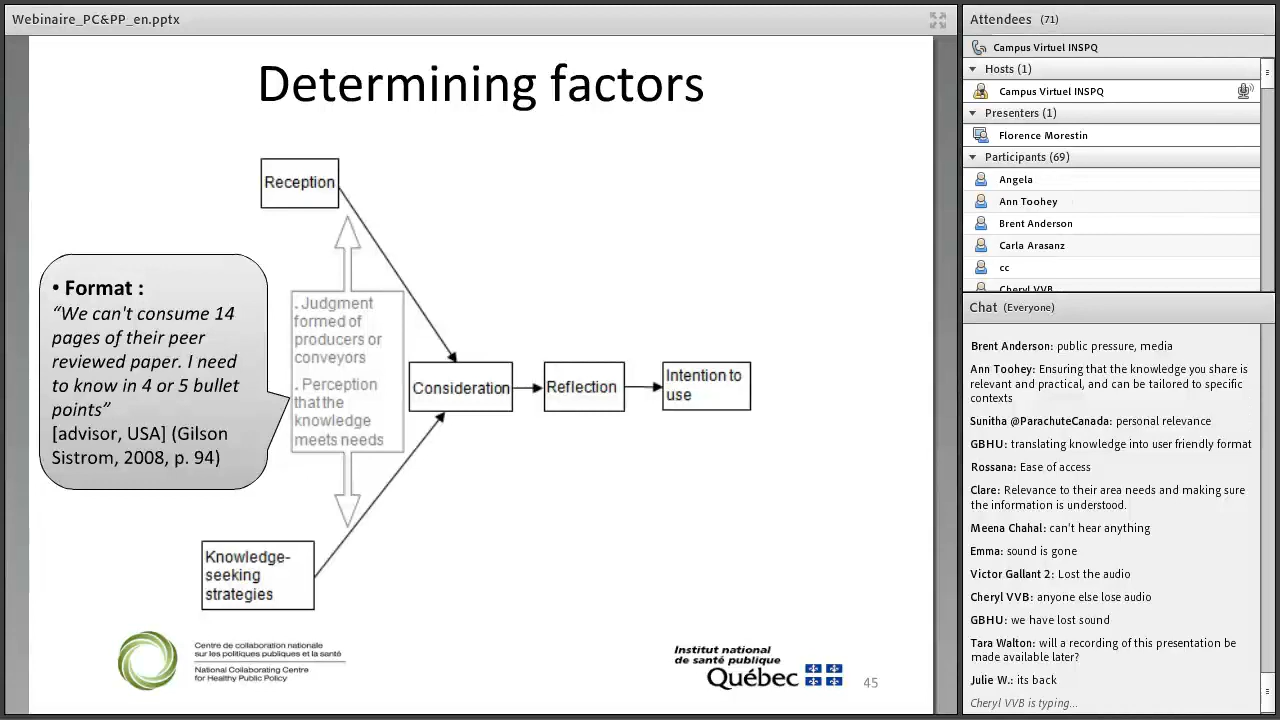 Webinaire_PC&PP_en.pptx
Determining factors
Reception
• Format :
“We can't consume 14
pages of their peer
reviewed paper. I need
to know in 4 or 5 bullet
points”
[advisor, USA] (Gilson
Sistrom, 2008, p. 94)
. Judgment
formed of
producers or
conveyors
. Perception
that the
knowledge
meets needs
Consideration
Reflection
Intention to
use
Knowledge-
seeking
strategies
Centre de collaboration nationale
sur les politiques publiques et la santé
National Collaborating Centre
for Healthy Public Policy
Institut national
de santé publique
Québec
45
Attendees (71)
Campus Virtuel INSPQ
Hosts (1)
Campus Virtuel INSPQ
Presenters (1)
Florence Morestin
Participants (69)
Angela
Ann Toohey
Brent Anderson
Carla Arasanz
cc
Cheryl VVB
Chat (Everyone)
Brent Anderson: public pressure, media
Ann Toohey: Ensuring that the knowledge you share is
relevant and practical, and can be tailored to specific
contexts
Sunitha @ParachuteCanada: personal relevance
GBHU: translating knowledge into user friendly format
Rossana: Ease of access
Clare: Relevance to their area needs and making sure
the information is understood.
Meena Chahal: can't hear anything
Emma: sound is gone
Victor Gallant 2: Lost the audio
Cheryl VVB: anyone else lose audio
GBHU: we have lost sound
Tara Walton: will a recording of this presentation be
made available later?
Julie W.: its back
Cheryl VVB is typing...